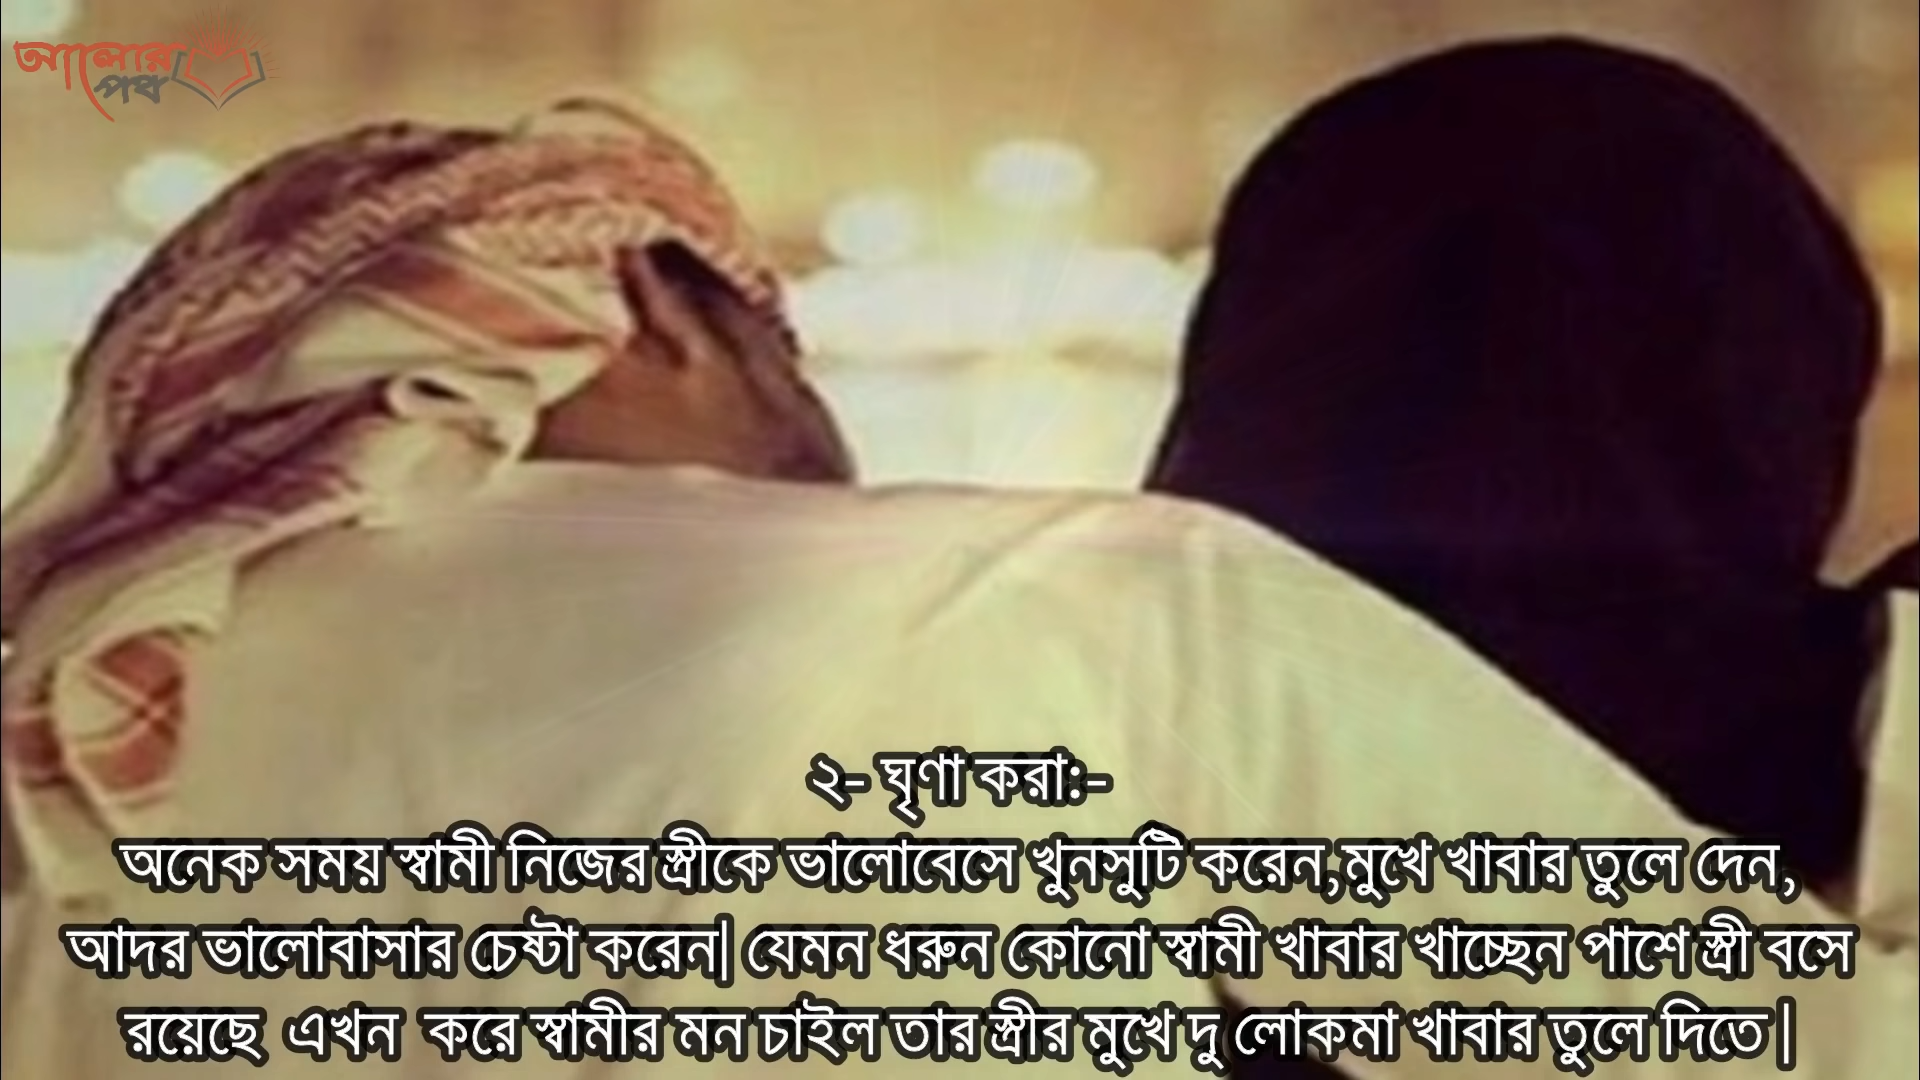 আলোর
পথ
২- ঘৃণা করা:-
অনেক সময় স্বামী নিজের স্ত্রীকে ভালোবেসে খুনসুটি করেন,মুখে খাবার তুলে দেন,
আদর ভালোবাসার চেষ্টা করেন| যেমন ধরুন কোনো স্বামী খাবার খাচ্ছেন পাশে স্ত্রী বসে
রয়েছে এখন করে স্বামীর মন চাইল তার স্ত্রীর মুখে দু লোকমা খাবার তুলে দিতে |